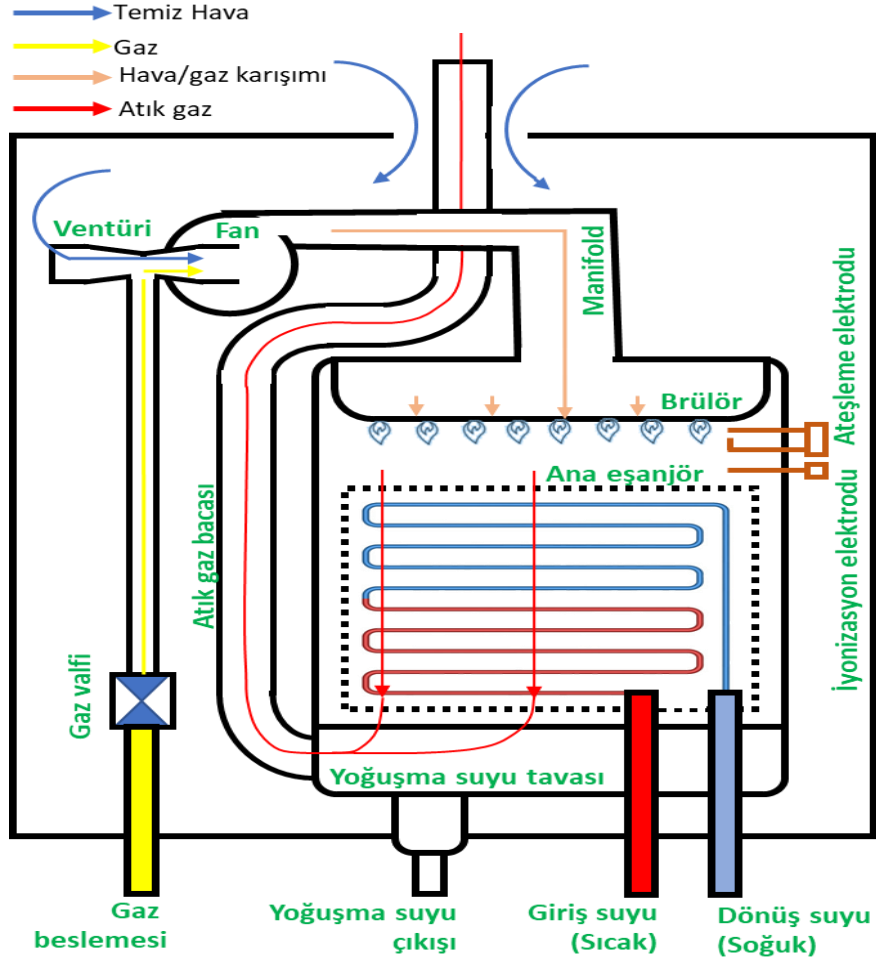 Temiz Hava
Gaz
Hava/gaz karışımı
Atık gaz
Ventüri
Fan
Manifold
Brülör
Ateşleme elektrodu
Ana eşanjör
İyonizasyon elektrodu
Atık gaz bacası
Gaz valfi
Yoğuşma suyu tavası
Gaz
beslemesi
Yoğuşma suyu
çıkışı
Giriş suyu
(Sıcak)
Dönüş suyu
(Soğuk)